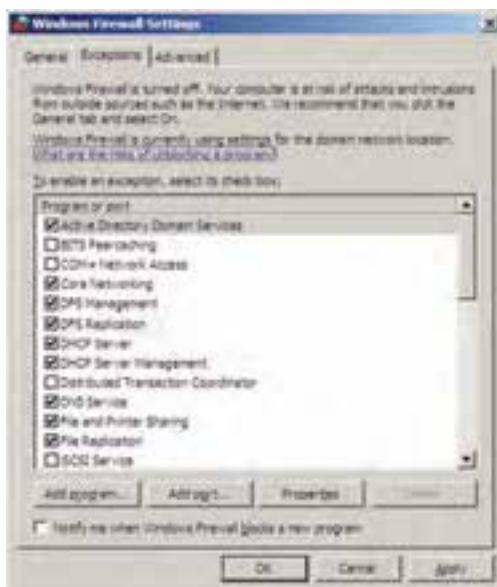 Windows Firewall Settings
General Exceptions Advanced
Windows Firewall is turned off. Your computer is at risk of attacks and intrusions
from outside sources such as the Internet. We recommend that you click the
General tab and select On.
Windows Firewall is currently using settings for the domain network location.
What are the risks of unblocking a program?
To enable an exception, select its check box:
Program or port
Active Directory Domain Services
BITS Peercaching
COM+ Network Access
Core Networking
DFS Management
DFS Replication
DHCP Server
DHCP Server Management
Distributed Transaction Coordinator
DNS Service
File and Printer Sharing
File Replication
iSCSI Service
Add program... Add port... Properties Delete
Notify me when Windows Firewall blocks a new program
OK Cancel Apply